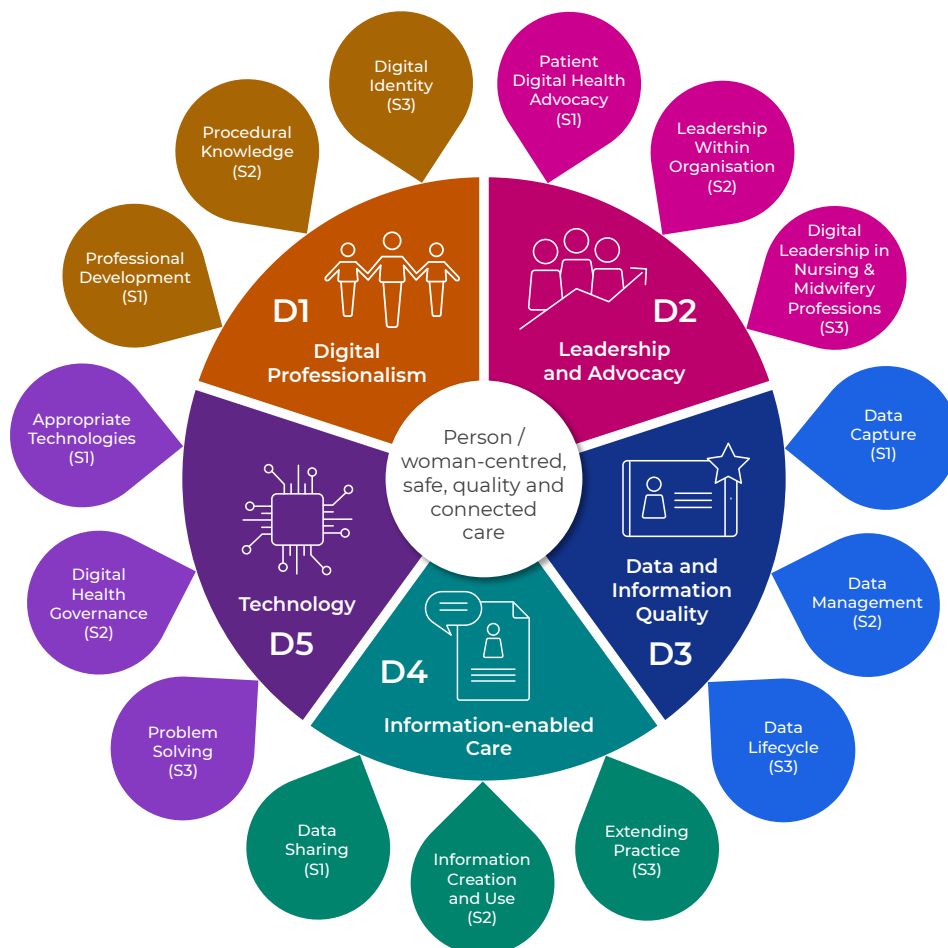 Digital
Identity
(S3)
Patient
Digital Health
Advocacy
(S1)
Procedural
Knowledge
(S2)
Leadership
Within
Organisation
(S2)
Professional
Development
(S1)
Digital
Leadership in
Nursing &
Midwifery
Professions
(S3)
D1
Digital
Professionalism
D2
Leadership
and Advocacy
Appropriate
Technologies
(S1)
Person /
woman-centred,
safe, quality and
connected
care
Data
Capture
(S1)
Digital
Health
Governance
(S2)
Technology
D5
Data and
Information
Quality
D3
Data
Management
(S2)
D4
Information-enabled
Care
Problem
Solving
(S3)
Data
Lifecycle
(S3)
Data
Sharing
(S1)
Information
Creation
and Use
(S2)
Extending
Practice
(S3)